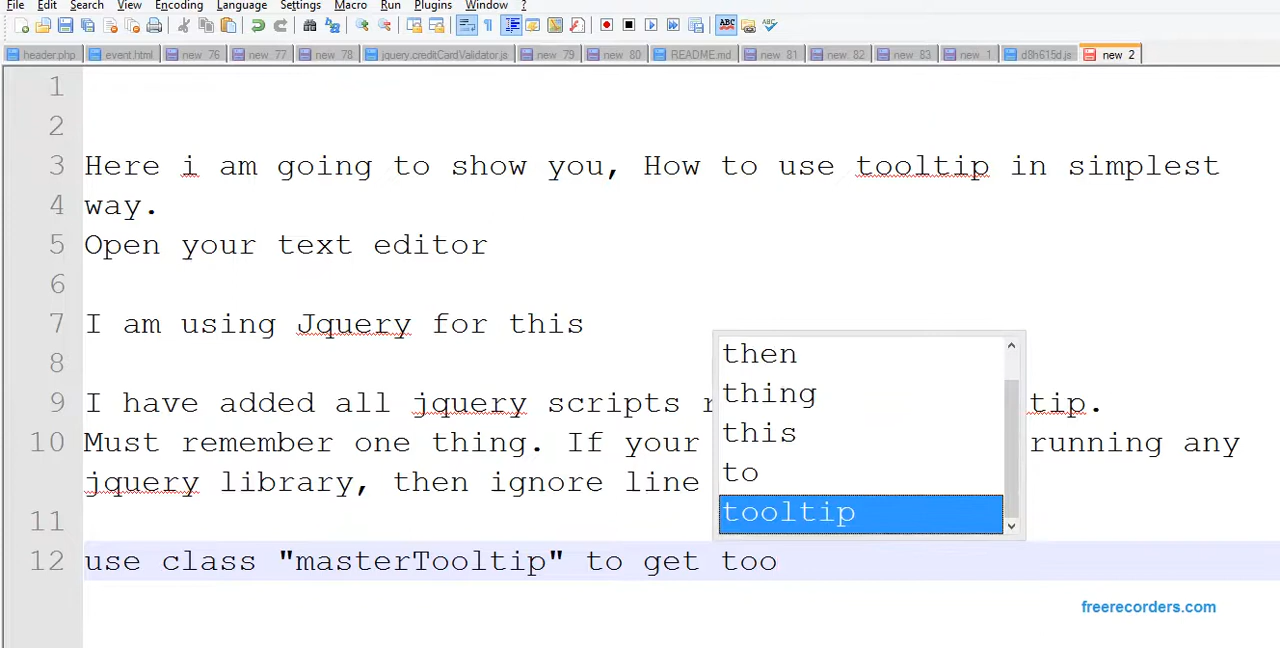 File Edit Search View Encoding Language Settings Macro Run Plugins Window ?
header.php event.html new 76 new 77 new 78 jquery.creditCardValidator.js new 79 new 80 README.md new 81 new 82 new 83 new 1 d8h615d.js new 2
1
2
3 Here i am going to show you, How to use tooltip in simplest
4 way.
5 Open your text editor
6
7 I am using Jquery for this
8
9 I have added all jquery scripts tip.
10 Must remember one thing. If your running any
jquery library, then ignore line
11
12 use class "masterTooltip" to get too
then
thing
this
to
tooltip
ABC ABC
freerecorders.com